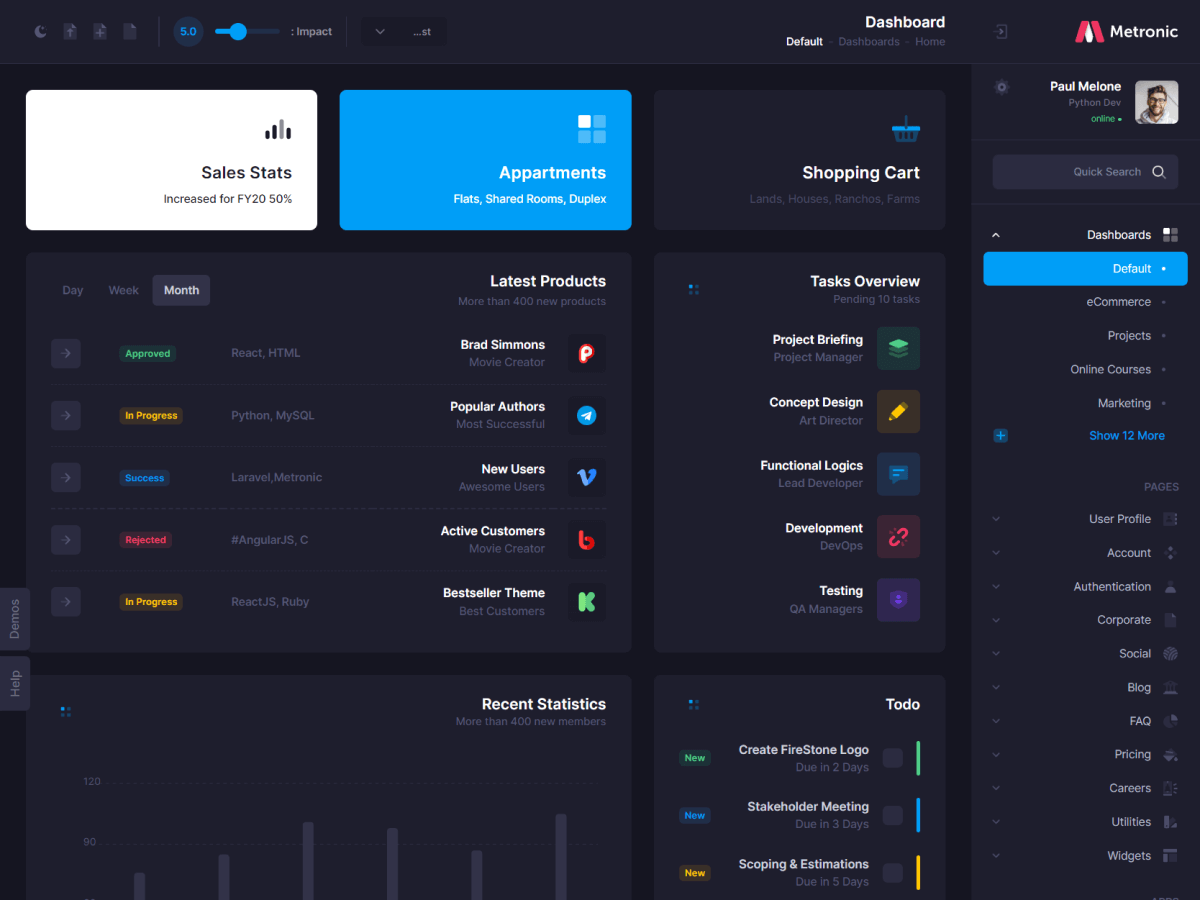 Metronic
Dashboard
Home - Dashboards - Default
...st
: Impact
5.0
Paul Melone
Python Dev
online
Quick Search
Dashboards
Default
eCommerce
Projects
Online Courses
Marketing
Show 12 More
PAGES
User Profile
Account
Authentication
Corporate
Social
Blog
FAQ
Pricing
Careers
Utilities
Widgets
Shopping Cart
Lands, Houses, Ranchos, Farms
Appartments
Flats, Shared Rooms, Duplex
Sales Stats
Increased for FY20 50%
Tasks Overview
Pending 10 tasks
Project Briefing
Project Manager
Concept Design
Art Director
Functional Logics
Lead Developer
Development
DevOps
Testing
QA Managers
Latest Products
More than 400 new products
Month
Week
Day
Brad Simmons
Movie Creator
React, HTML
Approved
Popular Authors
Most Successful
Python, MySQL
In Progress
New Users
Awesome Users
Laravel,Metronic
Success
Active Customers
Movie Creator
#AngularJS, C
Rejected
Bestseller Theme
Best Customers
ReactJS, Ruby
In Progress
Demos
Help
Todo
Create FireStone Logo
Due in 2 Days
New
Stakeholder Meeting
Due in 3 Days
New
Scoping & Estimations
Due in 5 Days
New
Recent Statistics
More than 400 new members
120
90